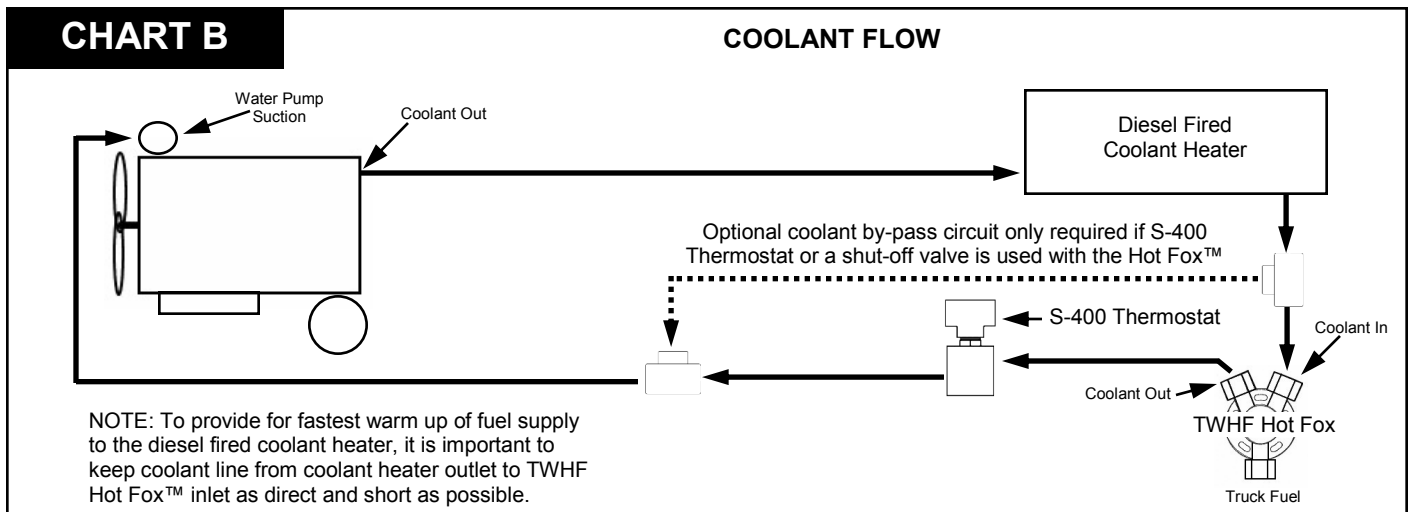 CHART B
COOLANT FLOW
Water Pump
Suction
Coolant Out
Diesel Fired
Coolant Heater
Optional coolant by-pass circuit only required if S-400
Thermostat or a shut-off valve is used with the Hot Fox™
S-400 Thermostat
Coolant In
Coolant Out
TWHF Hot Fox
Truck Fuel
NOTE: To provide for fastest warm up of fuel supply
to the diesel fired coolant heater, it is important to
keep coolant line from coolant heater outlet to TWHF
Hot Fox™ inlet as direct and short as possible.